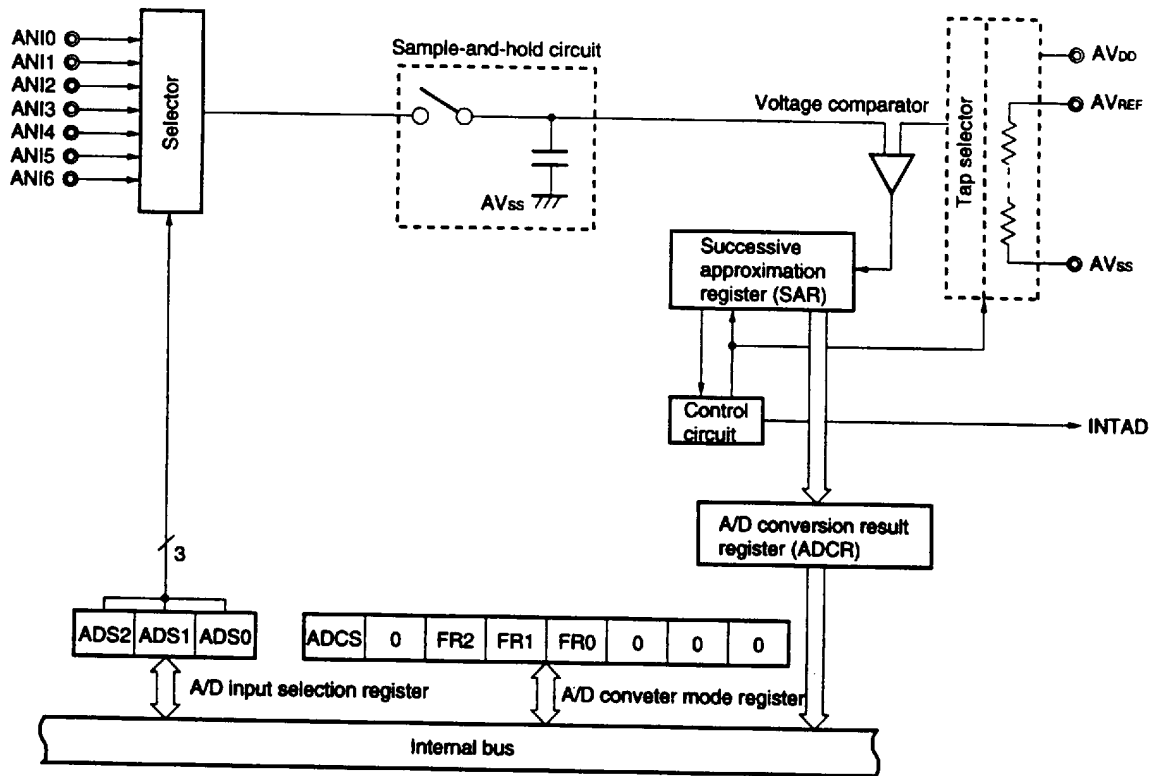 ANI0
ANI1
ANI2
ANI3
ANI4
ANI5
ANI6
Selector
Sample-and-hold circuit
AVSS
Voltage comparator
Tap selector
AVDD
AVREF
AVSS
Successive
approximation
register (SAR)
Control
circuit
INTAD
A/D conversion result
register (ADCR)
3
ADS2 ADS1 ADS0
ADCS 0 FR2 FR1 FR0 0 0 0
A/D input selection register
A/D conveter mode register
Internal bus